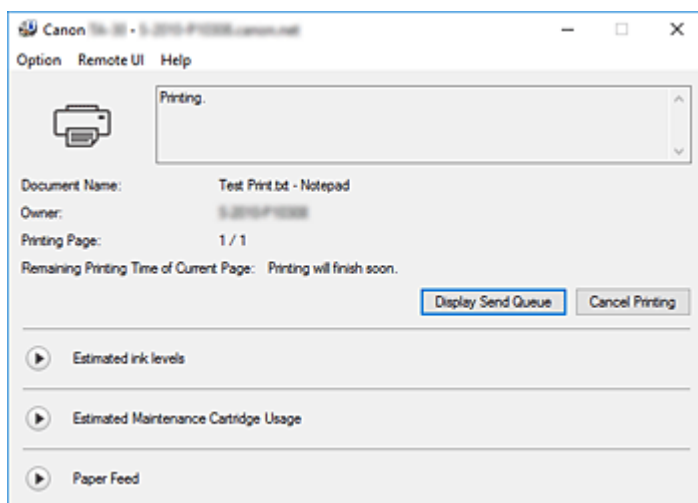 Canon
Option Remote UI Help
Printing.
Document Name: Test Print.txt - Notepad
Owner:
Printing Page: 1 / 1
Remaining Printing Time of Current Page: Printing will finish soon.
Display Send Queue Cancel Printing
Estimated ink levels
Estimated Maintenance Cartridge Usage
Paper Feed